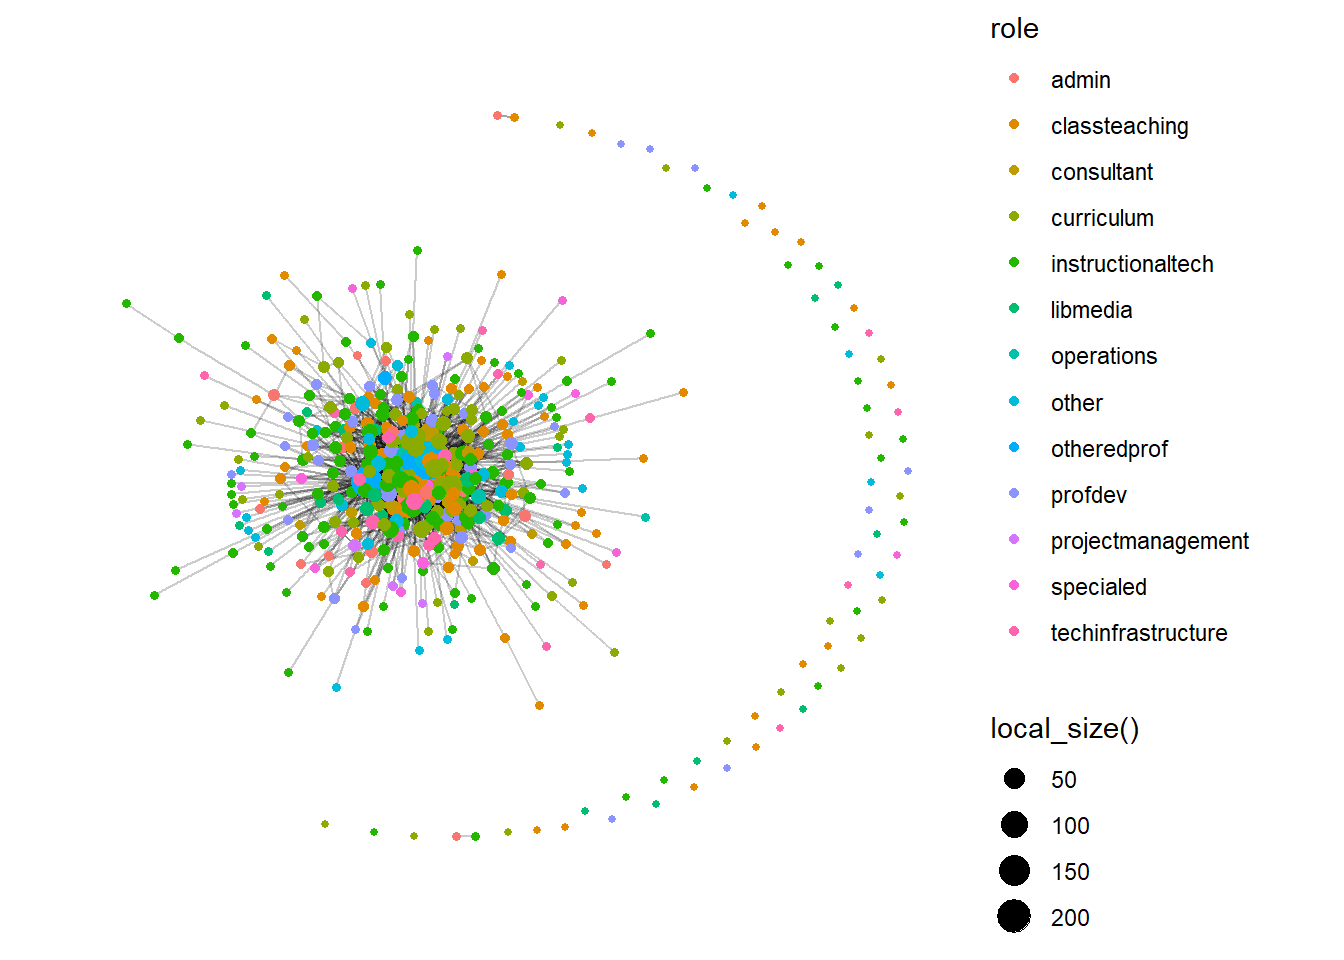 role
admin
classteaching
consultant
curriculum
instructionaltech
libmedia
operations
other
otheredprof
profdev
projectmanagement
specialed
techinfrastructure
local_size()
50
100
150
200